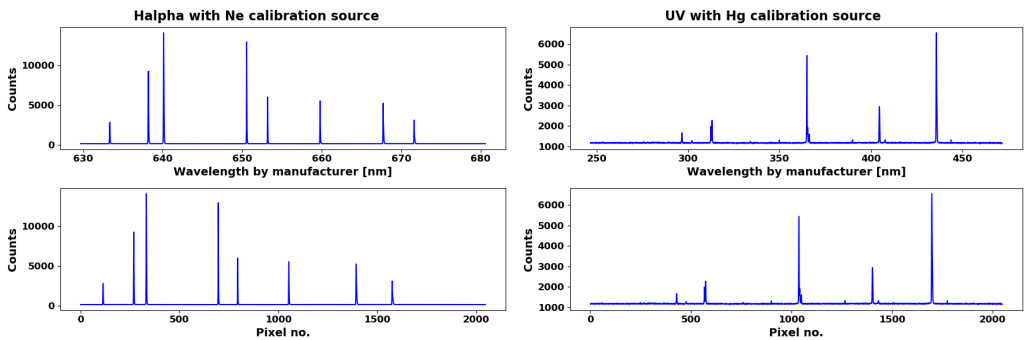 Halpha with Ne calibration source
Counts
10000
5000
0
630 640 650 660 670 680
Wavelength by manufacturer [nm]
UV with Hg calibration source
Counts
6000
5000
4000
3000
2000
1000
250 300 350 400 450
Wavelength by manufacturer [nm]
Counts
10000
5000
0
0 500 1000 1500 2000
Pixel no.
Counts
6000
5000
4000
3000
2000
1000
0 500 1000 1500 2000
Pixel no.